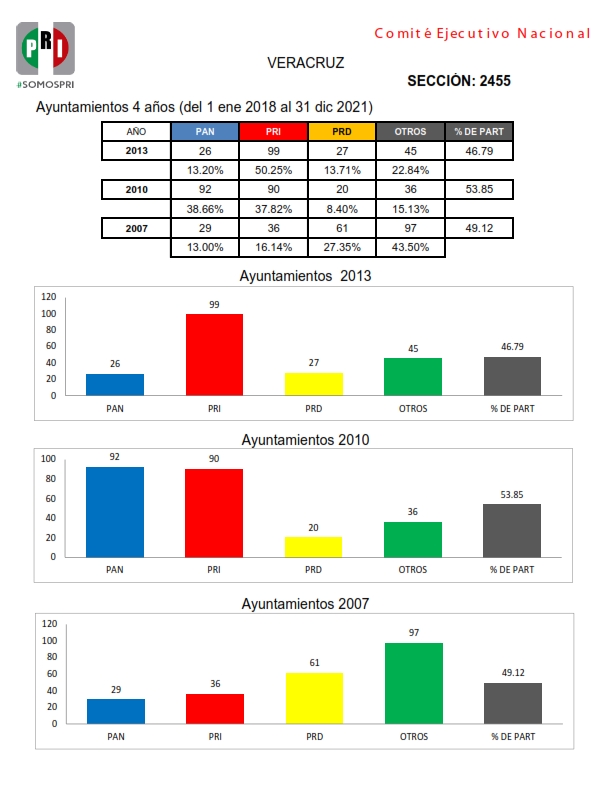 Comité Ejecutivo Nacional
PRI
#SOMOSPRI
VERACRUZ
SECCIÓN: 2455
Ayuntamientos 4 años (del 1 ene 2018 al 31 dic 2021)
AÑO PAN PRI PRD OTROS % DE PART
2013 26 99 27 45 46.79
13.20% 50.25% 13.71% 22.84%
2010 92 90 20 36 53.85
38.66% 37.82% 8.40% 15.13%
2007 29 36 61 97 49.12
13.00% 16.14% 27.35% 43.50%
Ayuntamientos 2013
120
100
80
60
40
20
0
26 99 27 45 46.79
PAN PRI PRD OTROS % DE PART
Ayuntamientos 2010
100
80
60
40
20
0
92 90 20 36 53.85
PAN PRI PRD OTROS % DE PART
Ayuntamientos 2007
120
100
80
60
40
20
0
29 36 61 97 49.12
PAN PRI PRD OTROS % DE PART